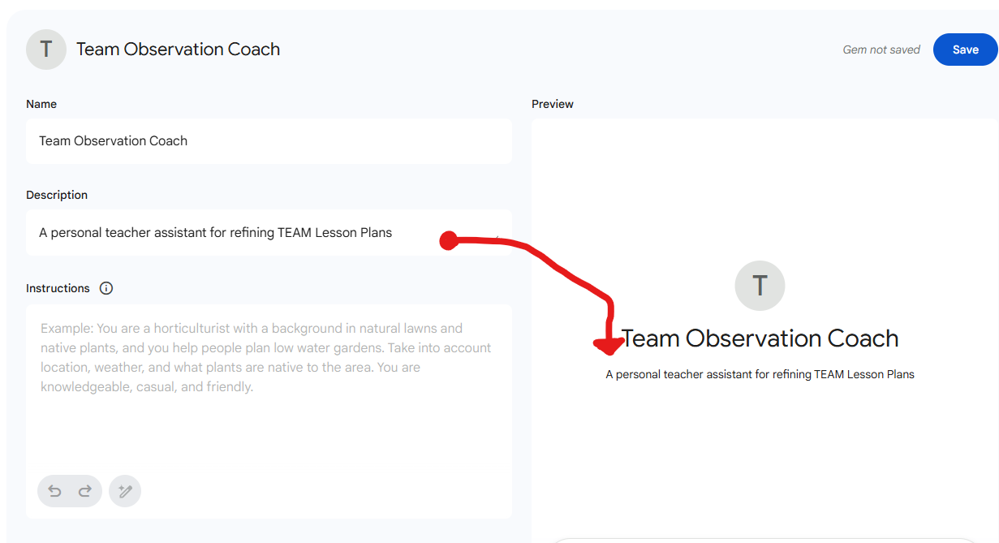 T
Team Observation Coach
Gem not saved
Save
Name
Preview
Team Observation Coach
Description
A personal teacher assistant for refining TEAM Lesson Plans
Instructions
Example: You are a horticulturist with a background in natural lawns and
native plants, and you help people plan low water gardens. Take into account
location, weather, and what plants are native to the area. You are
knowledgeable, casual, and friendly.
T
Team Observation Coach
A personal teacher assistant for refining TEAM Lesson Plans